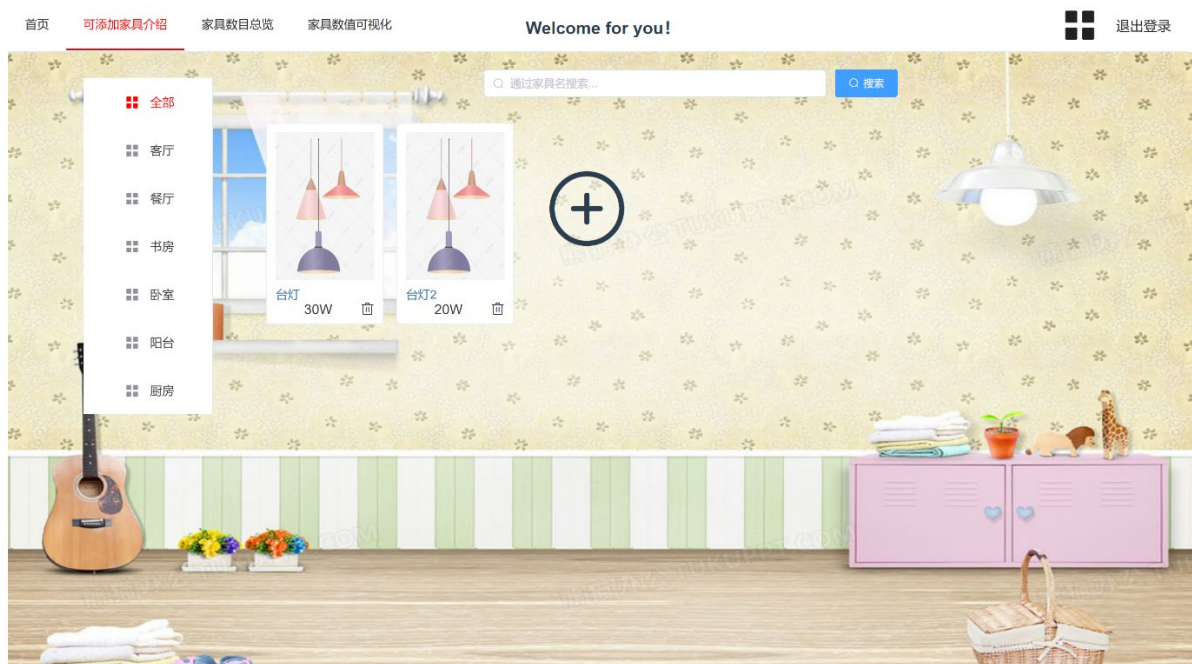 首页 可添加家具介绍 家具数目总览 家具数值可视化 Welcome for you! 退出登录
通过家具名搜索... 搜索
全部
客厅
餐厅
书房
卧室
阳台
厨房
台灯
30W
台灯2
20W